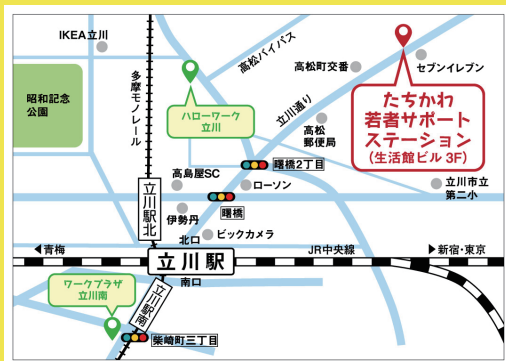 IKEA立川
高松バイパス
高松町交番
セブンイレブン
昭和記念
公園
多摩モノレール
ハローワーク
立川
立川通り
高松
郵便局
たちかわ
若者サポート
ステーション
(生活館ビル 3F)
曙橋2丁目
高島屋SC
ローソン
立川市立
第二小
立川駅北
伊勢丹
曙橋
北口
ビックカメラ
青梅
立川駅
JR中央線
新宿・東京
南口
ワークプラザ
立川南
立川駅南
柴崎町三丁目